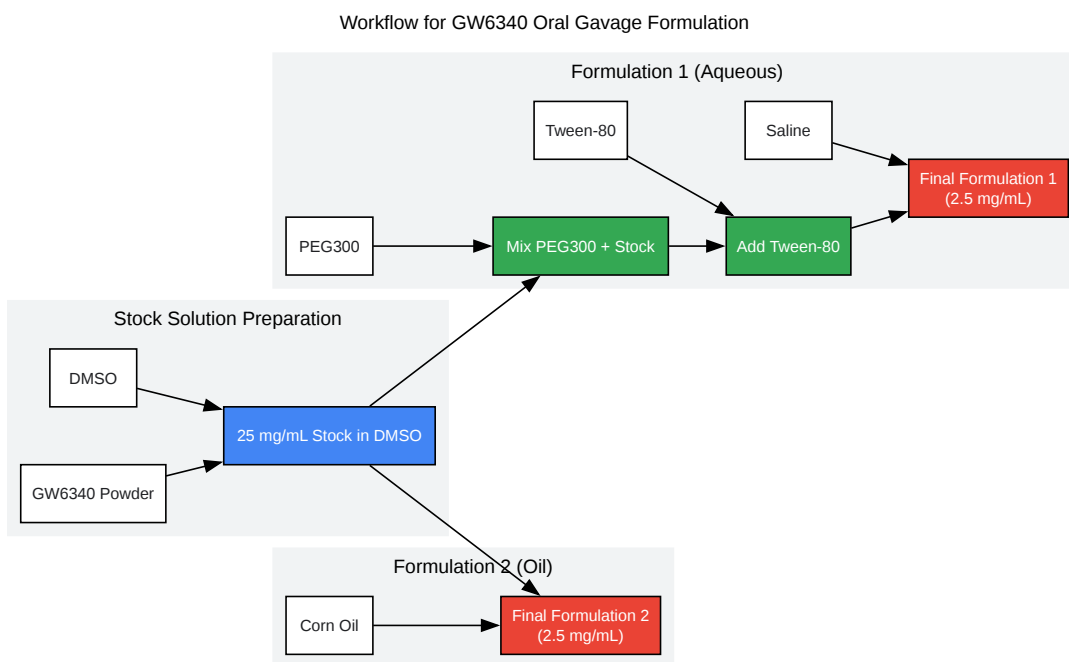 Workflow for GW6340 Oral Gavage Formulation
Formulation 1 (Aqueous)
Tween-80
Saline
Final Formulation 1
(2.5 mg/mL)
PEG300
Mix PEG300 + Stock
Add Tween-80
Stock Solution Preparation
DMSO
25 mg/mL Stock in DMSO
GW6340 Powder
Formulation 2 (Oil)
Corn Oil
Final Formulation 2
(2.5 mg/mL)